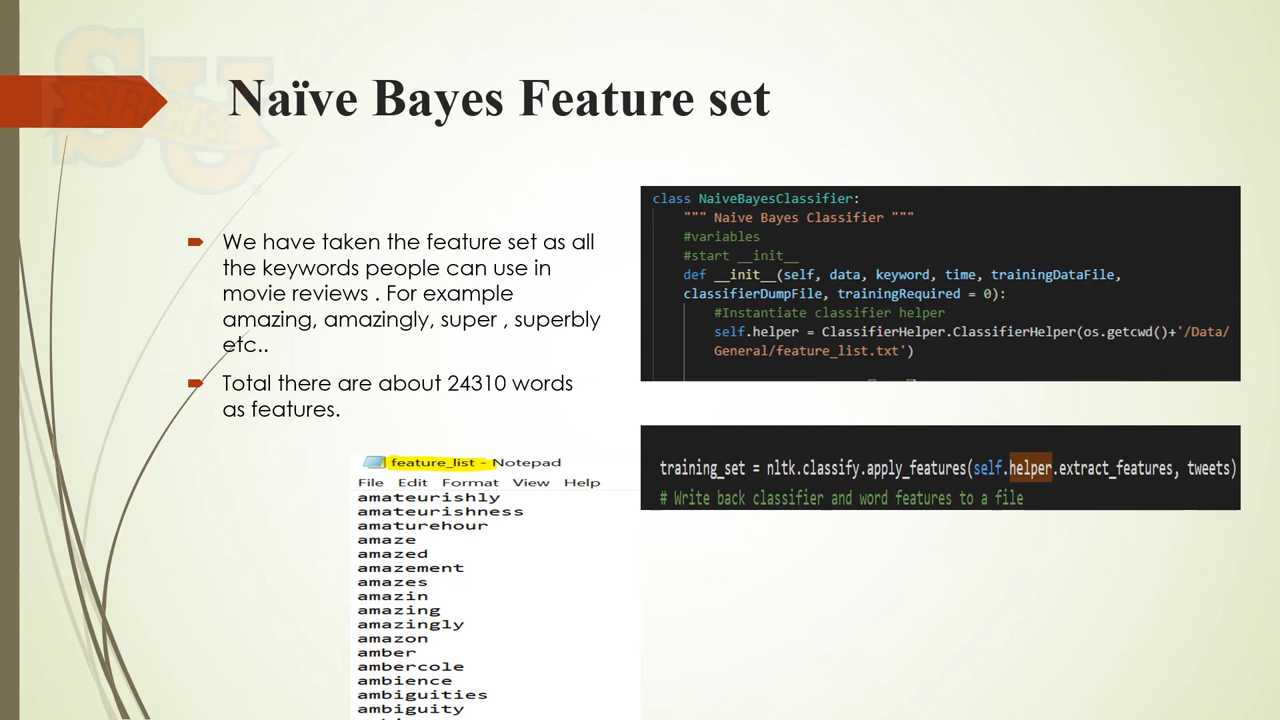 SU
SYRACUSE
Naïve Bayes Feature set
We have taken the feature set as all
the keywords people can use in
movie reviews . For example
amazing, amazingly, super , superbly
etc..
Total there are about 24310 words
as features.
feature_list - Notepad
File Edit Format View Help
amateurishly
amateurishness
amaturehour
amaze
amazed
amazement
amazes
amazin
amazing
amazingly
amazon
amber
ambercole
ambience
ambiguities
ambiguity
class NaiveBayesClassifier:
""" Naive Bayes Classifier """
#variables
#start __init__
def __init__(self, data, keyword, time, trainingDataFile,
classifierDumpFile, trainingRequired = 0):
#Instantiate classifier helper
self.helper = ClassifierHelper.ClassifierHelper(os.getcwd()+'/Data/
General/feature_list.txt')
training_set = nltk.classify.apply_features(self.helper.extract_features, tweets)
# Write back classifier and word features to a file